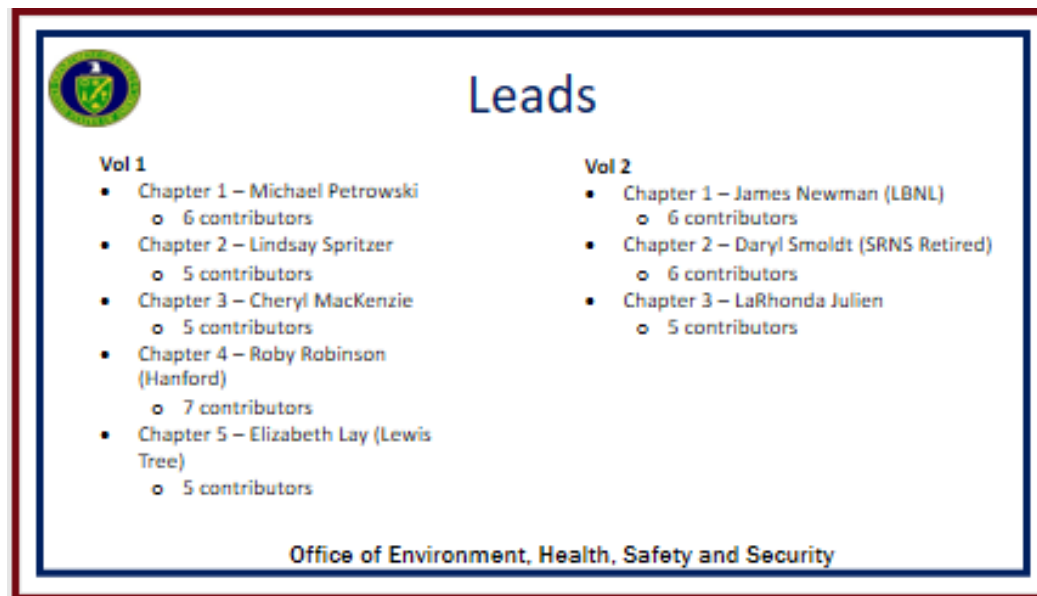 Leads
Vol 1
• Chapter 1 – Michael Petrowski
o 6 contributors
• Chapter 2 – Lindsay Spritzer
o 5 contributors
• Chapter 3 – Cheryl MacKenzie
o 5 contributors
• Chapter 4 – Roby Robinson
(Hanford)
o 7 contributors
• Chapter 5 – Elizabeth Lay (Lewis
Tree)
o 5 contributors
Vol 2
• Chapter 1 – James Newman (LBNL)
o 6 contributors
• Chapter 2 – Daryl Smoldt (SRNS Retired)
o 6 contributors
• Chapter 3 – LaRhonda Julien
o 5 contributors
Office of Environment, Health, Safety and Security